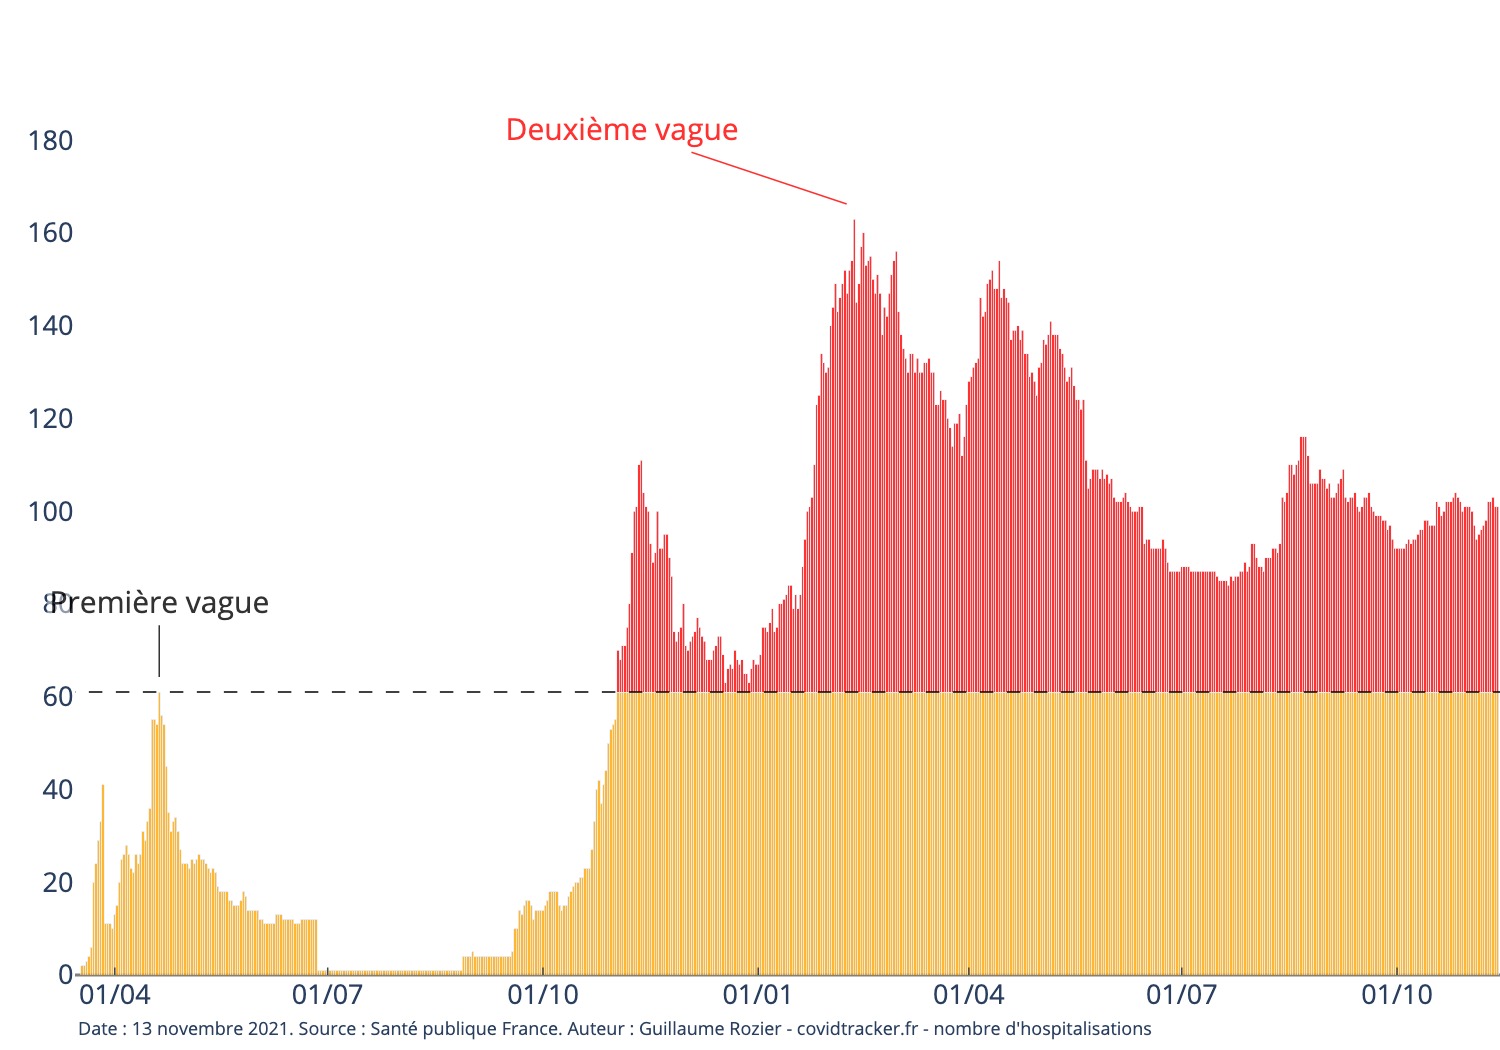 Deuxième vague
180
160
140
120
100
80
Première vague
60
40
20
0
01/04 01/07 01/10 01/01 01/04 01/07 01/10
Date : 13 novembre 2021. Source : Santé publique France. Auteur : Guillaume Rozier - covidtracker.fr - nombre d'hospitalisations